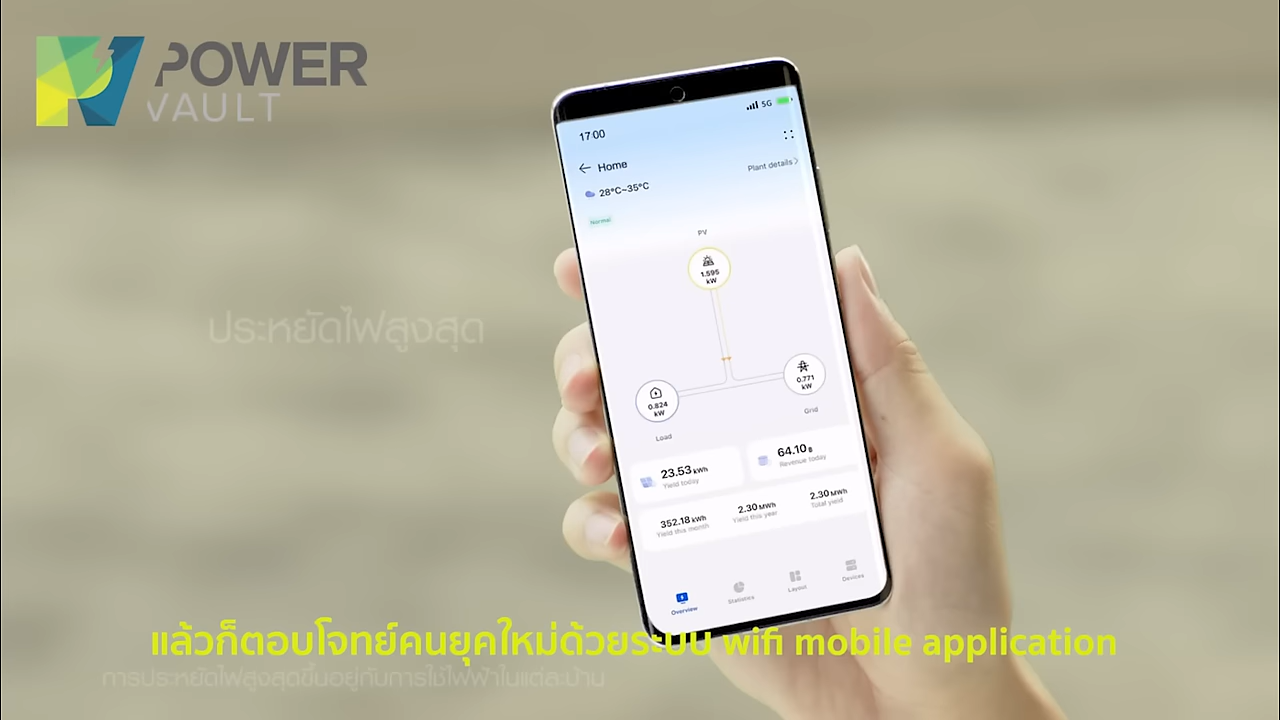 POWER
VAULT
5G
17:00
Home
Plant details
28°C~35°C
Normal
PV
1.595
kW
ประหยัดไฟสูงสุด
0.824
kW
0.771
kW
Load
Grid
23.53 kWh
Yield today
64.10 ฿
Revenue today
352.18 kWh
Yield this month
2.30 MWh
Yield this year
2.30 MWh
Total yield
Overview
Statistics
Layout
Devices
แล้วก็ตอบโจทย์คนยุคใหม่ด้วยระบบ wifi mobile application
การประหยัดไฟสูงสุดขึ้นอยู่กับการใช้ไฟฟ้าในแต่ละบ้าน